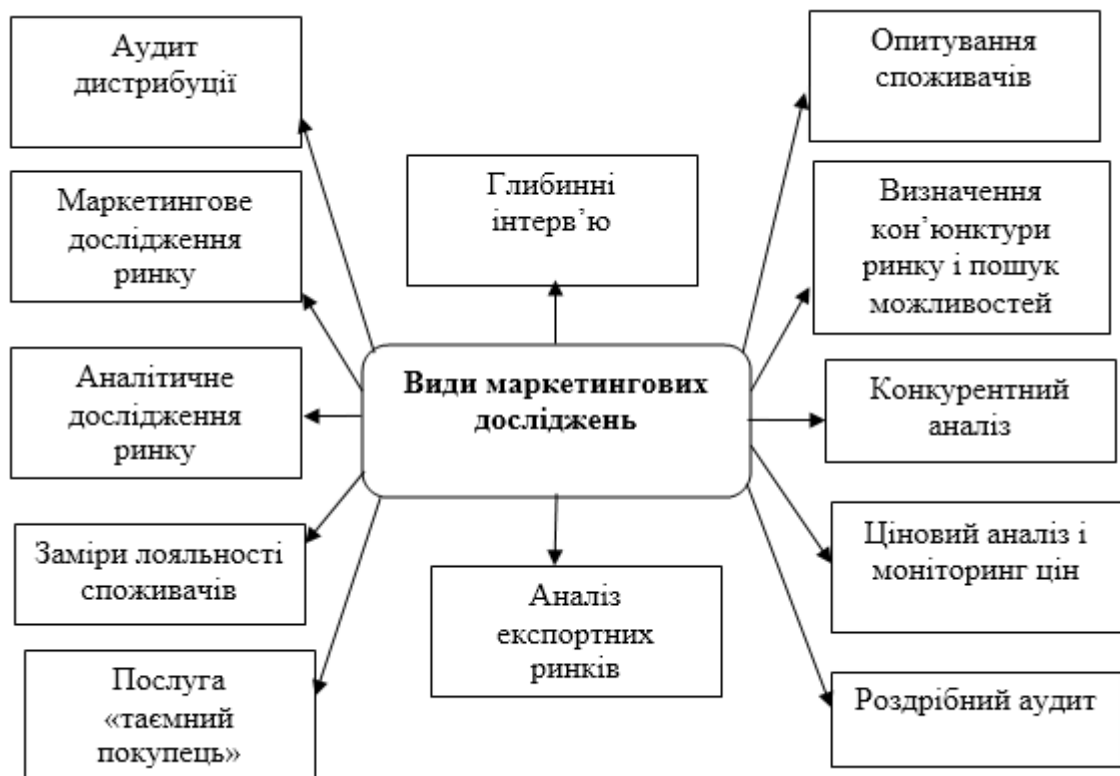 Аудит
дистрибуції
Опитування
споживачів
Глибинні
інтерв’ю
Маркетингове
дослідження
ринку
Визначення
кон’юнктури
ринку і пошук
можливостей
Види маркетингових
досліджень
Аналітичне
дослідження
ринку
Конкурентний
аналіз
Заміри лояльності
споживачів
Ціновий аналіз і
моніторинг цін
Аналіз
експортних
ринків
Послуга
«таємний
покупець»
Роздрібний аудит